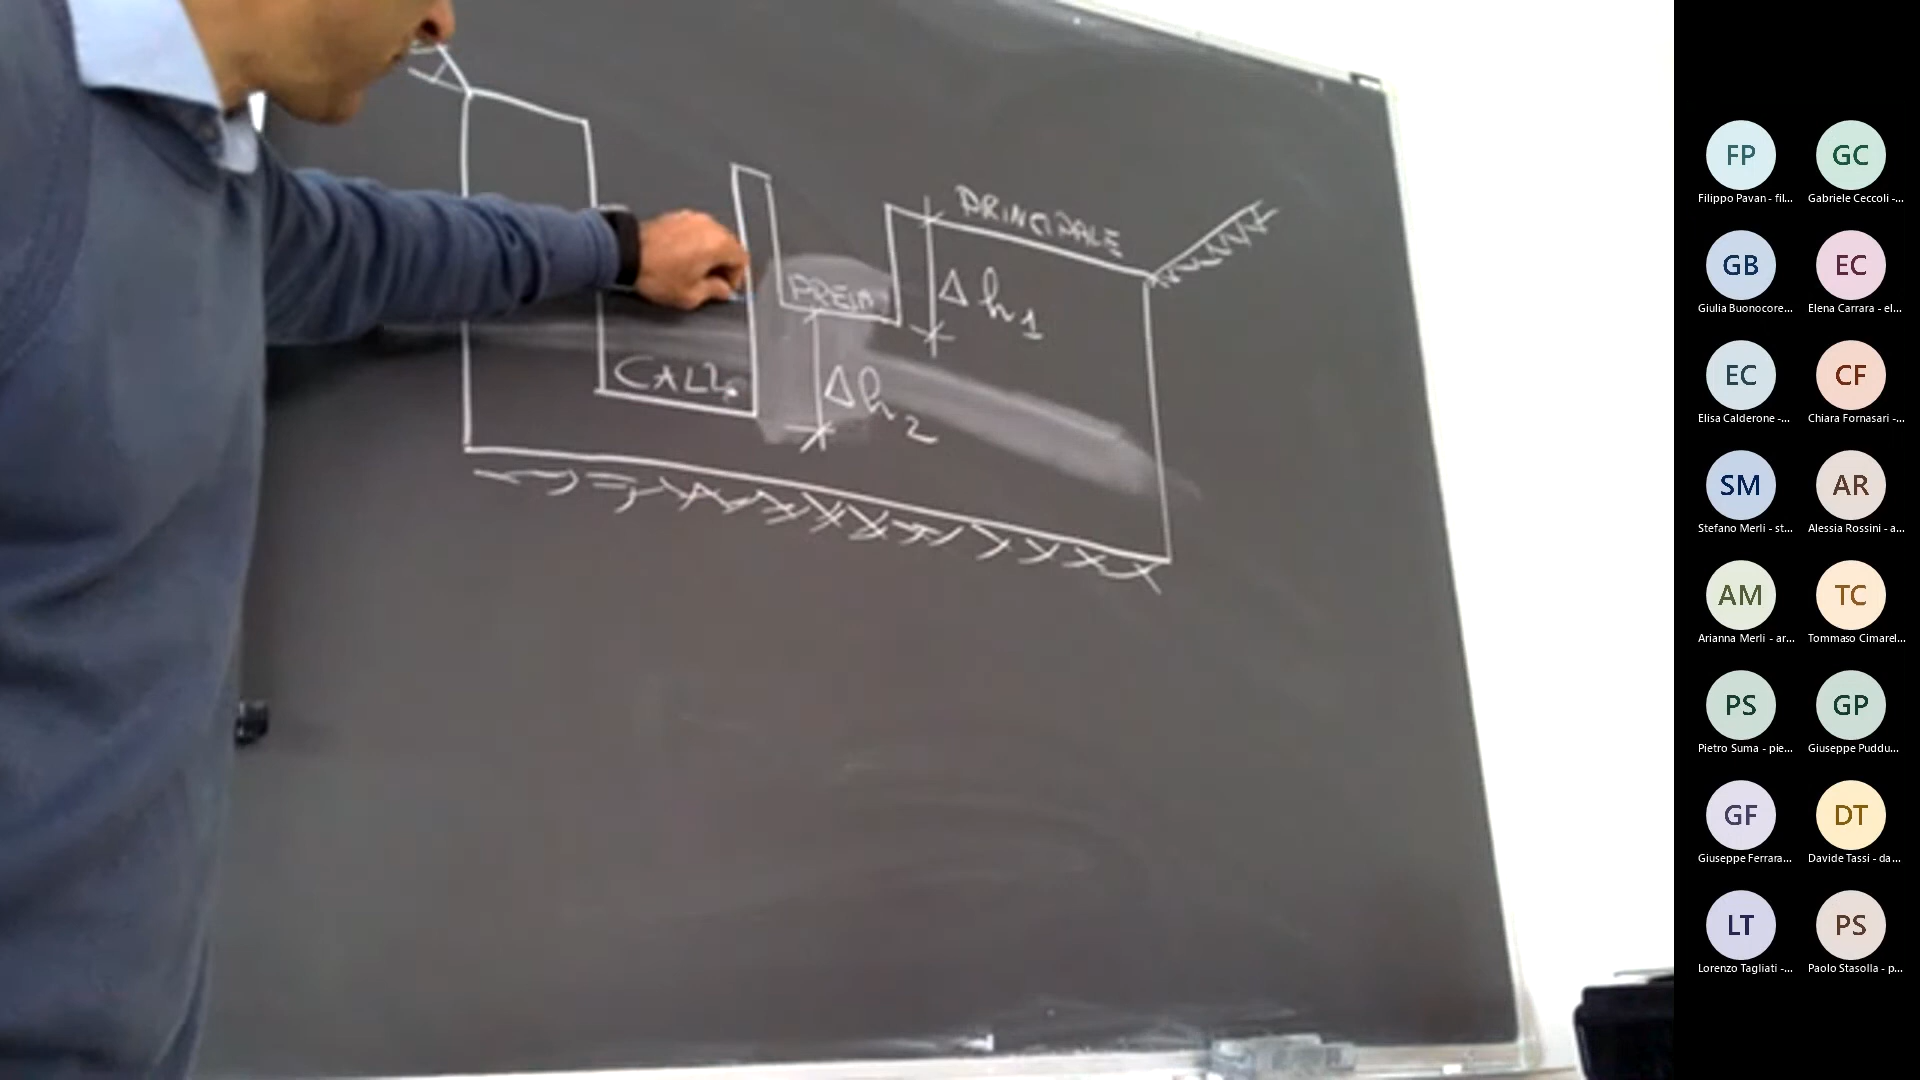 PRINCIPALE
PREIA
Δh1
CALZ.
Δh2
FP
GC
Filippo Pavan - fil...
Gabriele Ceccoli -...
GB
EC
Giulia Buonocore...
Elena Carrara - el...
EC
CF
Elisa Calderone -...
Chiara Fornasari -...
SM
AR
Stefano Merli - st...
Alessia Rossini - a...
AM
TC
Arianna Merli - ar...
Tommaso Cimarel...
PS
GP
Pietro Suma - pie...
Giuseppe Puddu...
GF
DT
Giuseppe Ferrara...
Davide Tassi - da...
LT
PS
Lorenzo Tagliati -...
Paolo Stasolla - p...